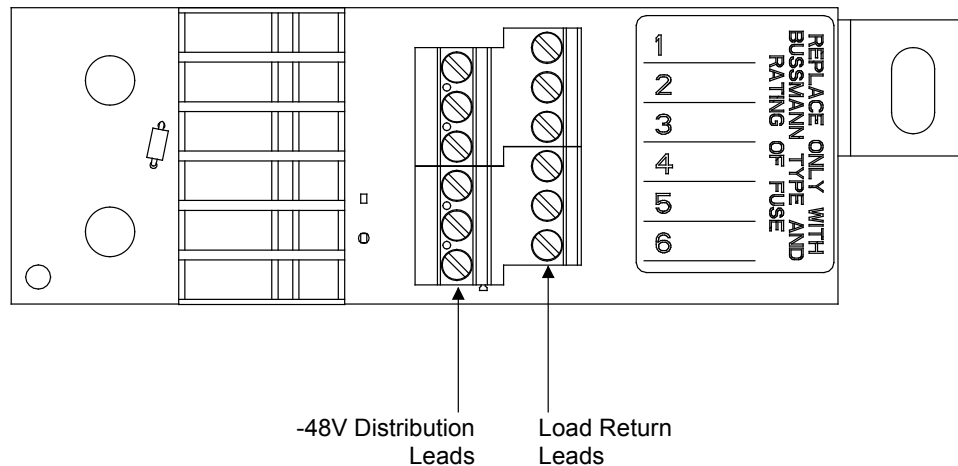 1
2
3
4
5
6
REPLACE ONLY WITH
BUSSMANN TYPE AND
RATING OF FUSE
-48V Distribution
Leads
Load Return
Leads